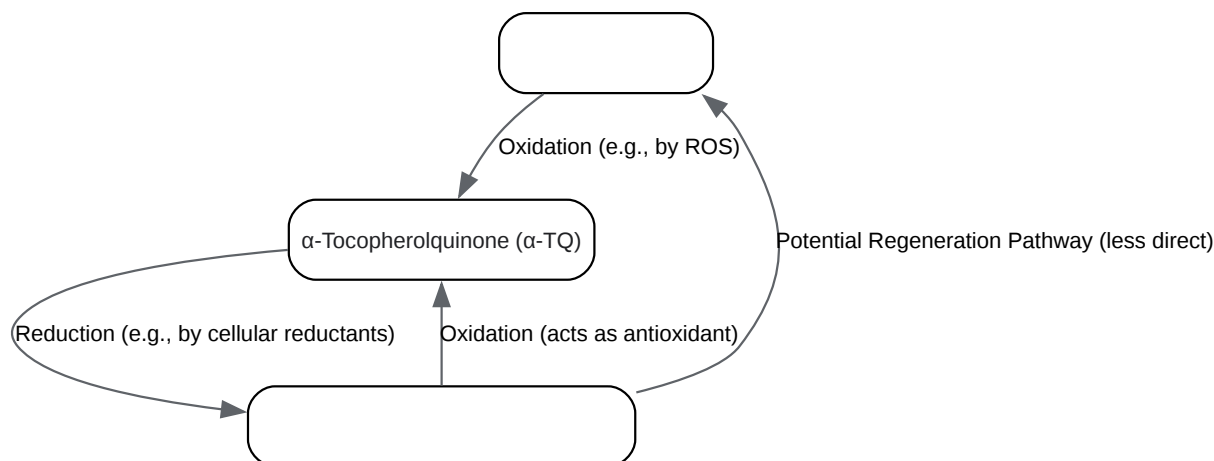 Oxidation (e.g., by ROS)
α-Tocopherolquinone (α-TQ)
Potential Regeneration Pathway (less direct)
Reduction (e.g., by cellular reductants)
Oxidation (acts as antioxidant)